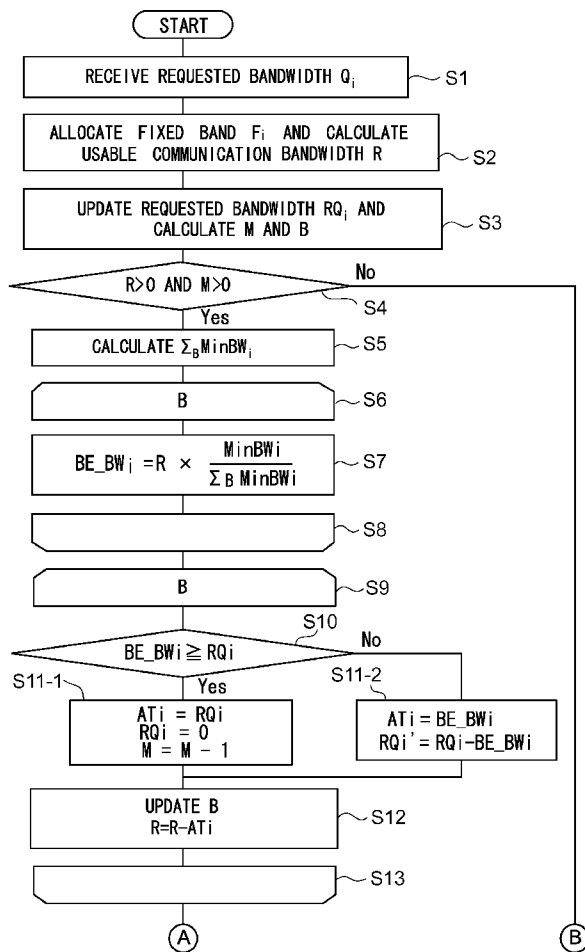 START
RECEIVE REQUESTED BANDWIDTH Qi
S1
ALLOCATE FIXED BAND Fi AND CALCULATE
USABLE COMMUNICATION BANDWIDTH R
S2
UPDATE REQUESTED BANDWIDTH RQi AND
CALCULATE M AND B
S3
R>0 AND M>0
No
S4
Yes
CALCULATE ΣB MinBWi
S5
B
S6
BE_BWi = R × MinBWi / ΣB MinBWi
S7
S8
B
S9
S10
BE_BWi ≧ RQi
No
S11-1
Yes
S11-2
ATi = RQi
RQi = 0
M = M - 1
ATi = BE_BWi
RQi' = RQi-BE_BWi
UPDATE B
R=R-ATi
S12
S13
A
B